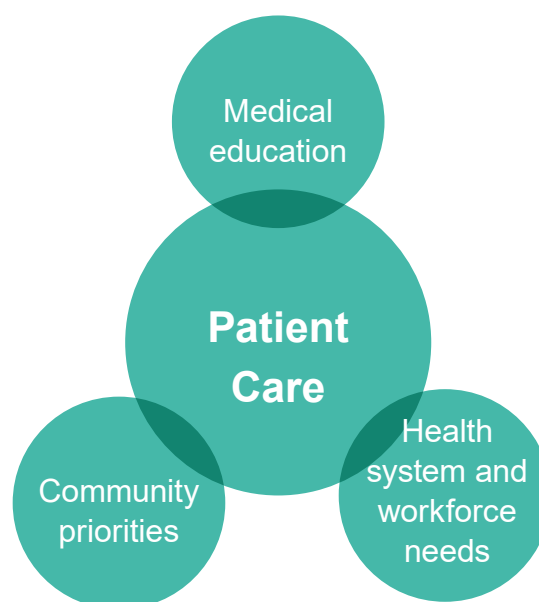 Medical
education
Patient
Care
Community
priorities
Health
system and
workforce
needs